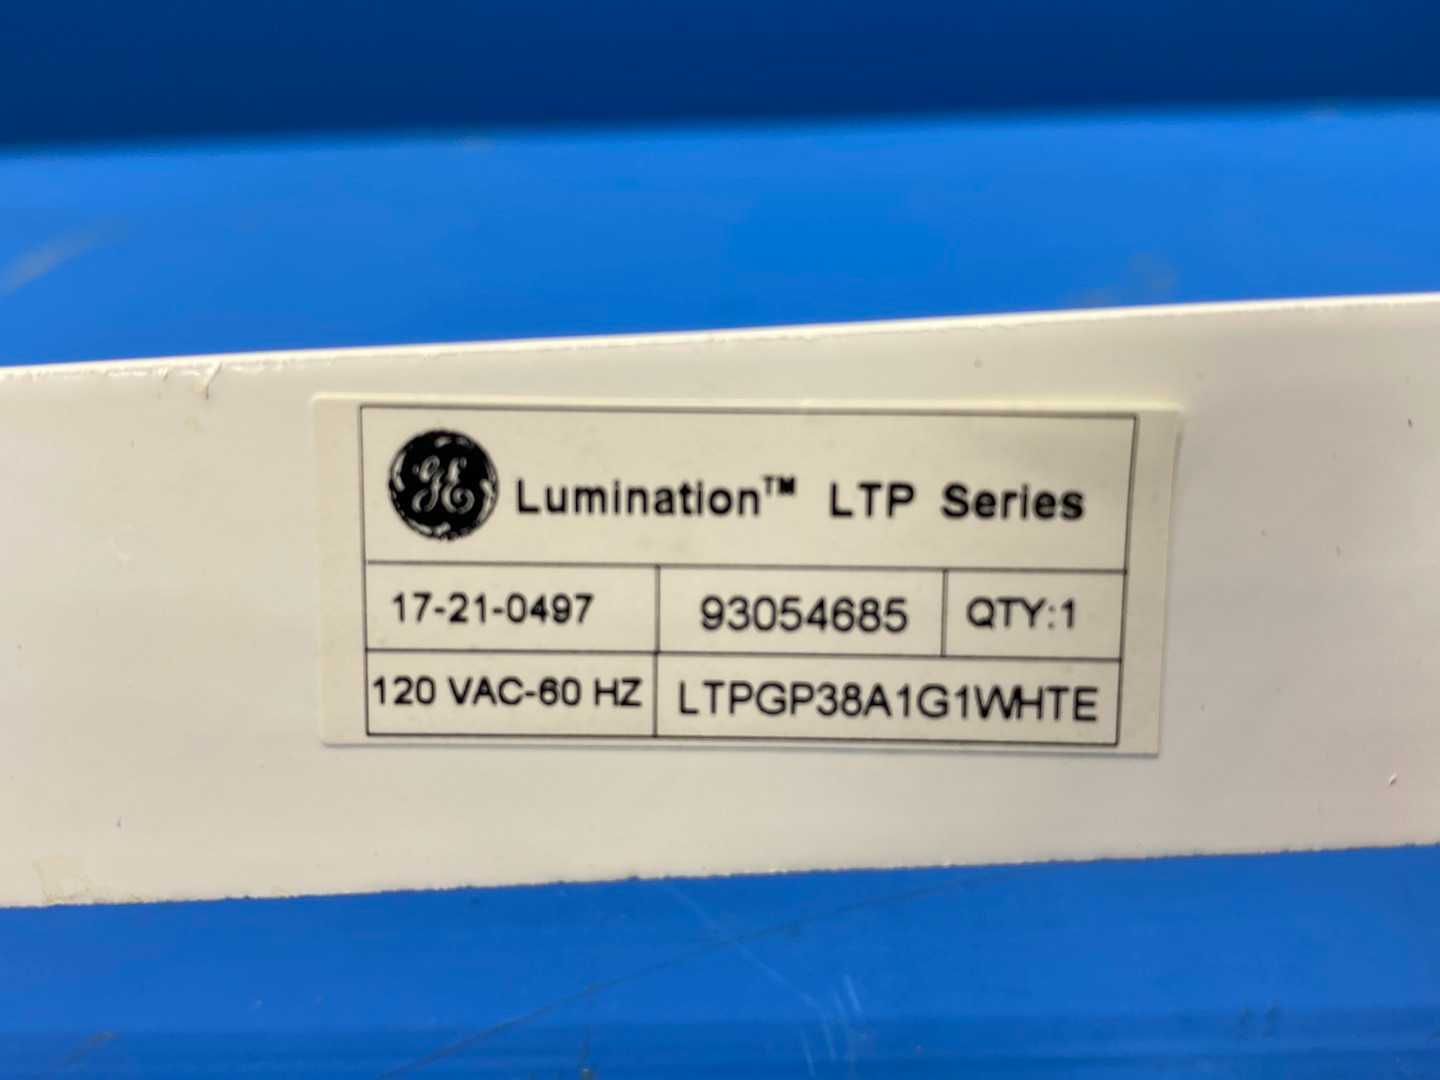 GE Lumination™ LTP Series
17-21-0497 93054685 QTY:1
120 VAC-60 HZ LTPGP38A1G1WHTE